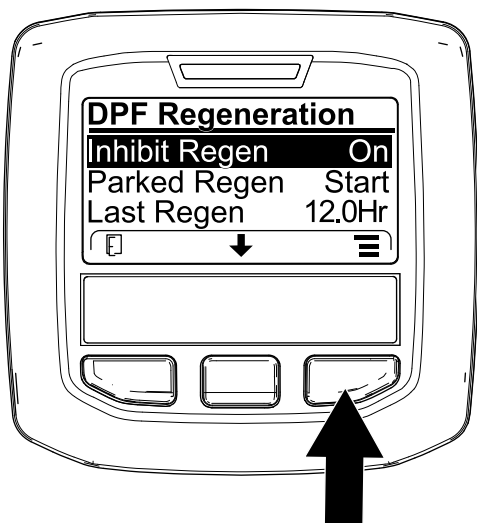 DPF Regeneration
Inhibit Regen On
Parked Regen Start
Last Regen 12.0Hr